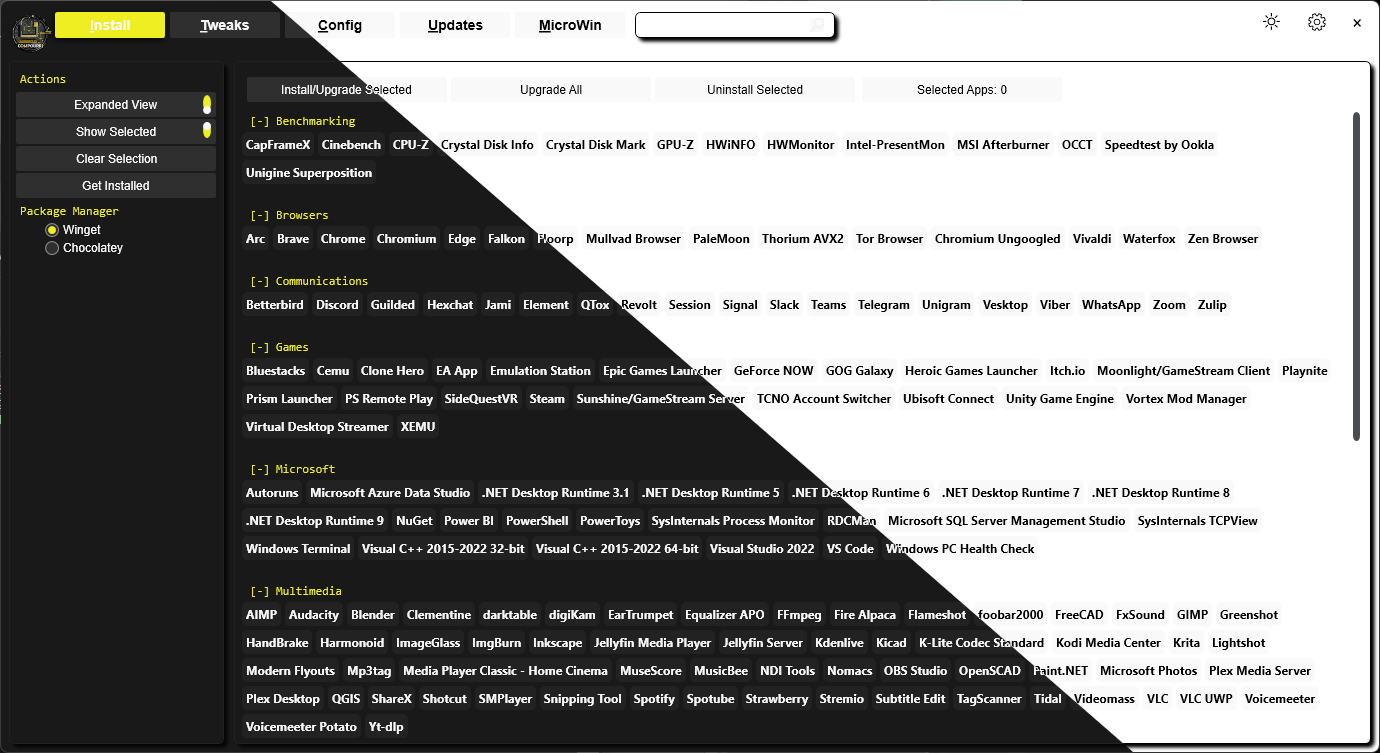 Install Tweaks Config Updates MicroWin
Actions
Expanded View
Show Selected
Clear Selection
Get Installed
Package Manager
Winget
Chocolatey
Install/Upgrade Selected Upgrade All Uninstall Selected Selected Apps: 0
[-] Benchmarking
CapFrameX Cinebench CPU-Z Crystal Disk Info Crystal Disk Mark GPU-Z HWiNFO HWMonitor Intel-PresentMon MSI Afterburner OCCT Speedtest by Ookla
Unigine Superposition
[-] Browsers
Arc Brave Chrome Chromium Edge Falkon Floorp Mullvad Browser PaleMoon Thorium AVX2 Tor Browser Chromium Ungoogled Vivaldi Waterfox Zen Browser
[-] Communications
Betterbird Discord Guilded Hexchat Jami Element QTox Revolt Session Signal Slack Teams Telegram Unigram Vesktop Viber WhatsApp Zoom Zulip
[-] Games
Bluestacks Cemu Clone Hero EA App Emulation Station Epic Games Launcher GeForce NOW GOG Galaxy Heroic Games Launcher Itch.io Moonlight/GameStream Client Playnite
Prism Launcher PS Remote Play SideQuestVR Steam Sunshine/GameStream Server TCNO Account Switcher Ubisoft Connect Unity Game Engine Vortex Mod Manager
Virtual Desktop Streamer XEMU
[-] Microsoft
Autoruns Microsoft Azure Data Studio .NET Desktop Runtime 3.1 .NET Desktop Runtime 5 .NET Desktop Runtime 6 .NET Desktop Runtime 7 .NET Desktop Runtime 8
.NET Desktop Runtime 9 NuGet Power BI PowerShell PowerToys SysInternals Process Monitor RDCMan Microsoft SQL Server Management Studio SysInternals TCPView
Windows Terminal Visual C++ 2015-2022 32-bit Visual C++ 2015-2022 64-bit Visual Studio 2022 VS Code Windows PC Health Check
[-] Multimedia
AIMP Audacity Blender Clementine darktable digiKam EarTrumpet Equalizer APO FFmpeg Fire Alpaca Flameshot foobar2000 FreeCAD FxSound GIMP Greenshot
HandBrake Harmonoid ImageGlass ImgBurn Inkscape Jellyfin Media Player Jellyfin Server Kdenlive Kicad K-Lite Codec Standard Kodi Media Center Krita Lightshot
Modern Flyouts Mp3tag Media Player Classic - Home Cinema MuseScore MusicBee NDI Tools Nomacs OBS Studio OpenSCAD Paint.NET Microsoft Photos Plex Media Server
Plex Desktop QGIS ShareX Shotcut SMPlayer Snipping Tool Spotify Spotube Strawberry Stremio Subtitle Edit TagScanner Tidal Videomass VLC VLC UWP Voicemeeter
Voicemeeter Potato Yt-dlp